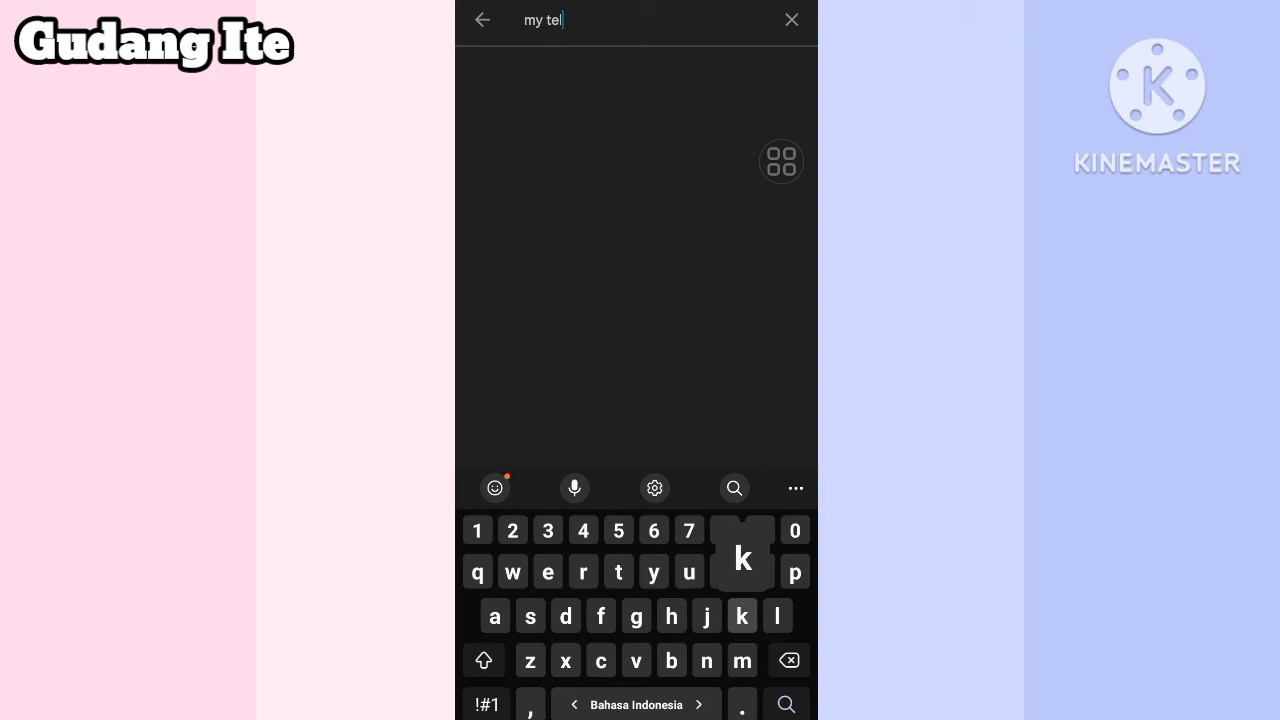 Gudang Ite
my tel
K
KINEMASTER
1 2 3 4 5 6 7 0
k
q w e r t y u p
a s d f g h j k l
z x c v b n m
!#1 , < Bahasa Indonesia > .